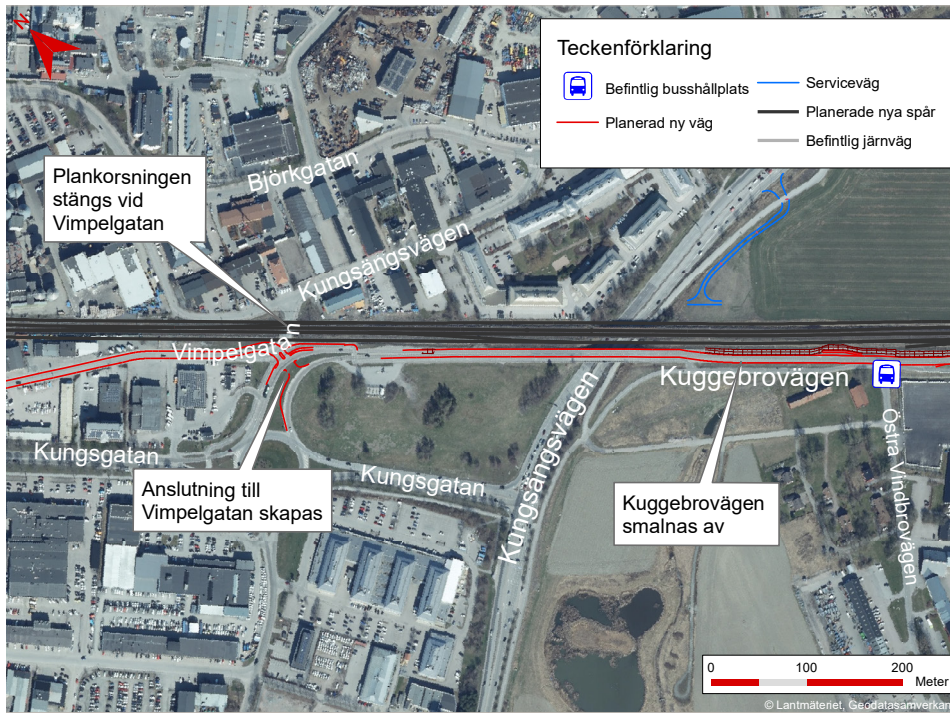 N
Teckenförklaring
Befintlig busshållplats
Planerad ny väg
Serviceväg
Planerade nya spår
Befintlig järnväg
Plankorsningen
stängs vid
Vimpelgatan
Björkgatan
Kungsängsvägen
Vimpelgatan
Kuggebrovägen
Kungsgatan
Kungsgatan
Kungsängsvägen
Östra Vindbrovägen
Anslutning till
Vimpelgatan skapas
Kuggebrovägen
smalnas av
0 100 200
Meter
© Lantmäteriet, Geodatasamverkan